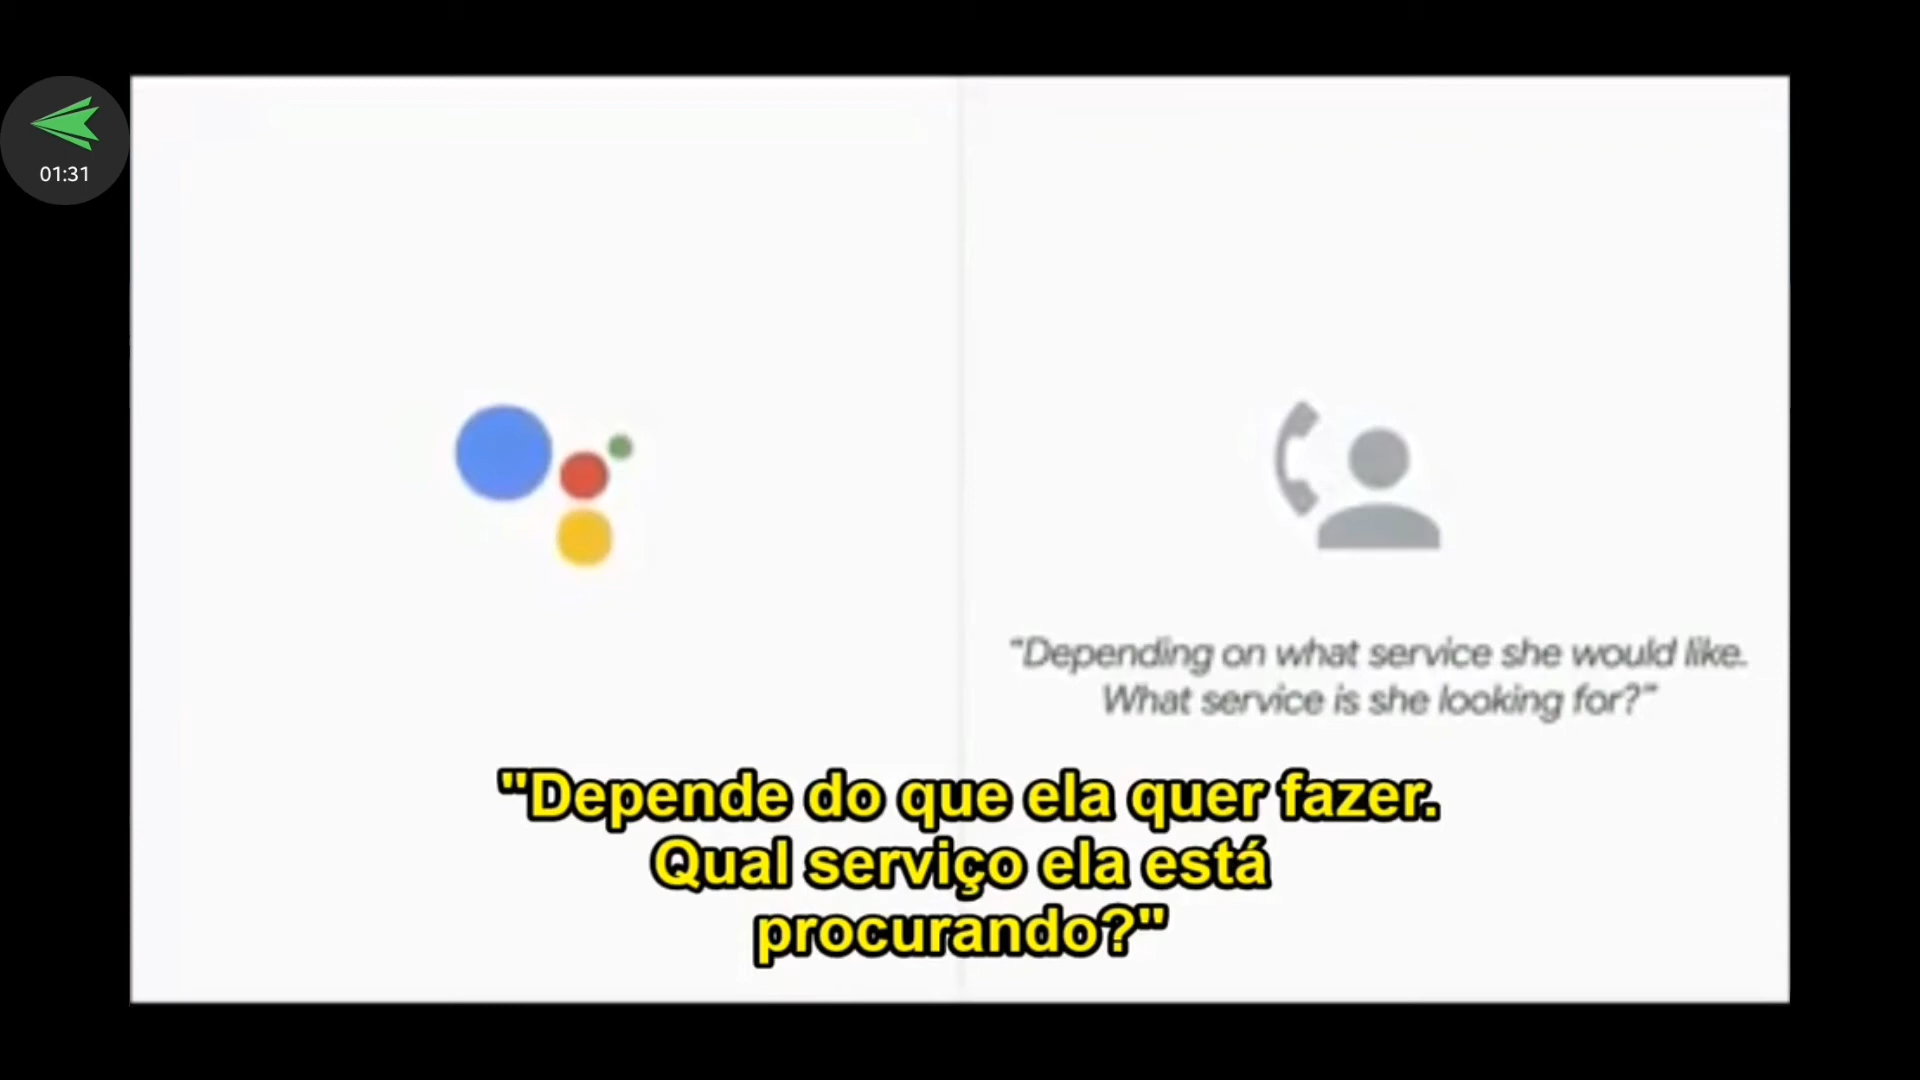 01:31
"Depending on what service she would like.
What service is she looking for?"
"Depende do que ela quer fazer.
Qual serviço ela está
procurando?"